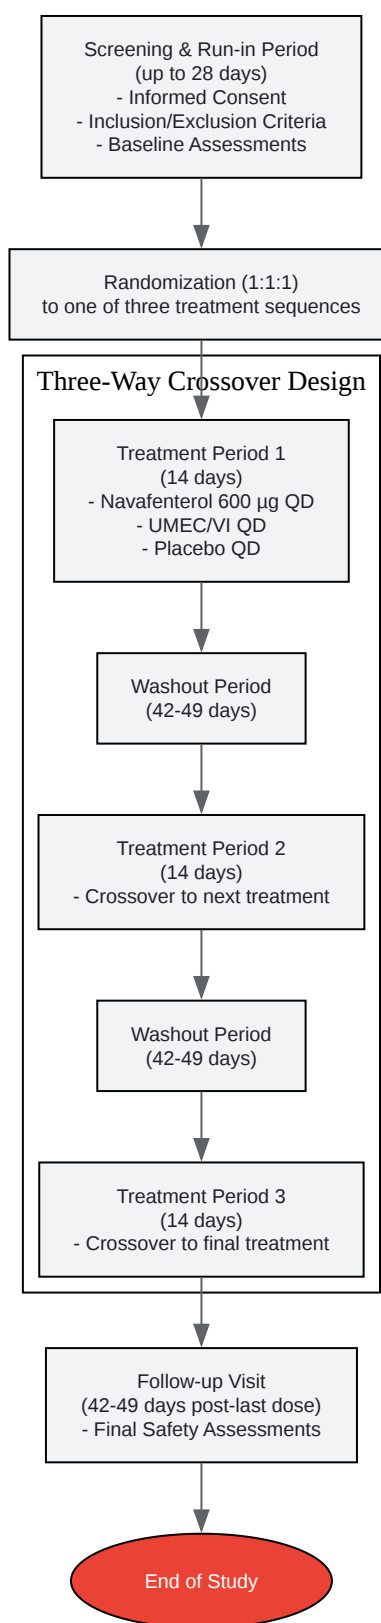 Screening & Run-in Period
(up to 28 days)
- Informed Consent
- Inclusion/Exclusion Criteria
- Baseline Assessments
Randomization (1:1:1)
to one of three treatment sequences
Three-Way Crossover Design
Treatment Period 1
(14 days)
- Navafenterol 600 µg QD
- UMEC/VI QD
- Placebo QD
Washout Period
(42-49 days)
Treatment Period 2
(14 days)
- Crossover to next treatment
Washout Period
(42-49 days)
Treatment Period 3
(14 days)
- Crossover to final treatment
Follow-up Visit
(42-49 days post-last dose)
- Final Safety Assessments
End of Study